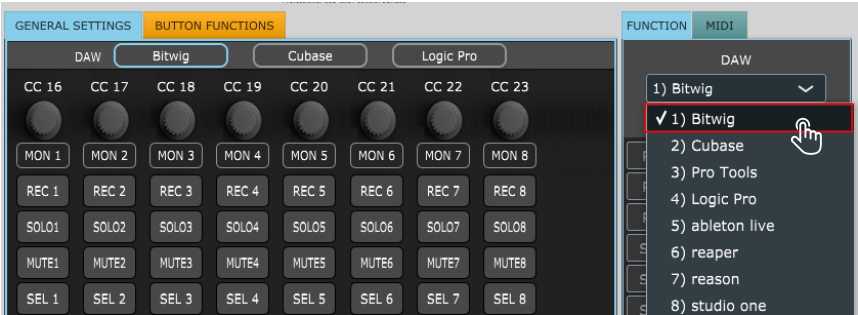 GENERAL SETTINGS BUTTON FUNCTIONS
DAW Bitwig Cubase Logic Pro
CC 16 CC 17 CC 18 CC 19 CC 20 CC 21 CC 22 CC 23
MON 1 MON 2 MON 3 MON 4 MON 5 MON 6 MON 7 MON 8
REC 1 REC 2 REC 3 REC 4 REC 5 REC 6 REC 7 REC 8
SOLO1 SOLO2 SOLO3 SOLO4 SOLO5 SOLO6 SOLO7 SOLO8
MUTE1 MUTE2 MUTE3 MUTE4 MUTE5 MUTE6 MUTE7 MUTE8
SEL 1 SEL 2 SEL 3 SEL 4 SEL 5 SEL 6 SEL 7 SEL 8
FUNCTION MIDI
DAW
1) Bitwig
✓ 1) Bitwig
2) Cubase
3) Pro Tools
4) Logic Pro
5) ableton live
6) reaper
7) reason
8) studio one